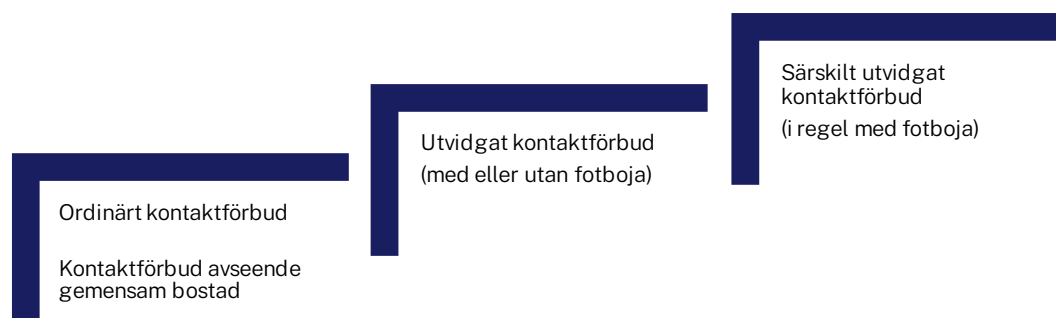 Ordinärt kontaktförbud
Kontaktförbud avseende
gemensam bostad
Utvidgat kontaktförbud
(med eller utan fotboja)
Särskilt utvidgat
kontaktförbud
(i regel med fotboja)